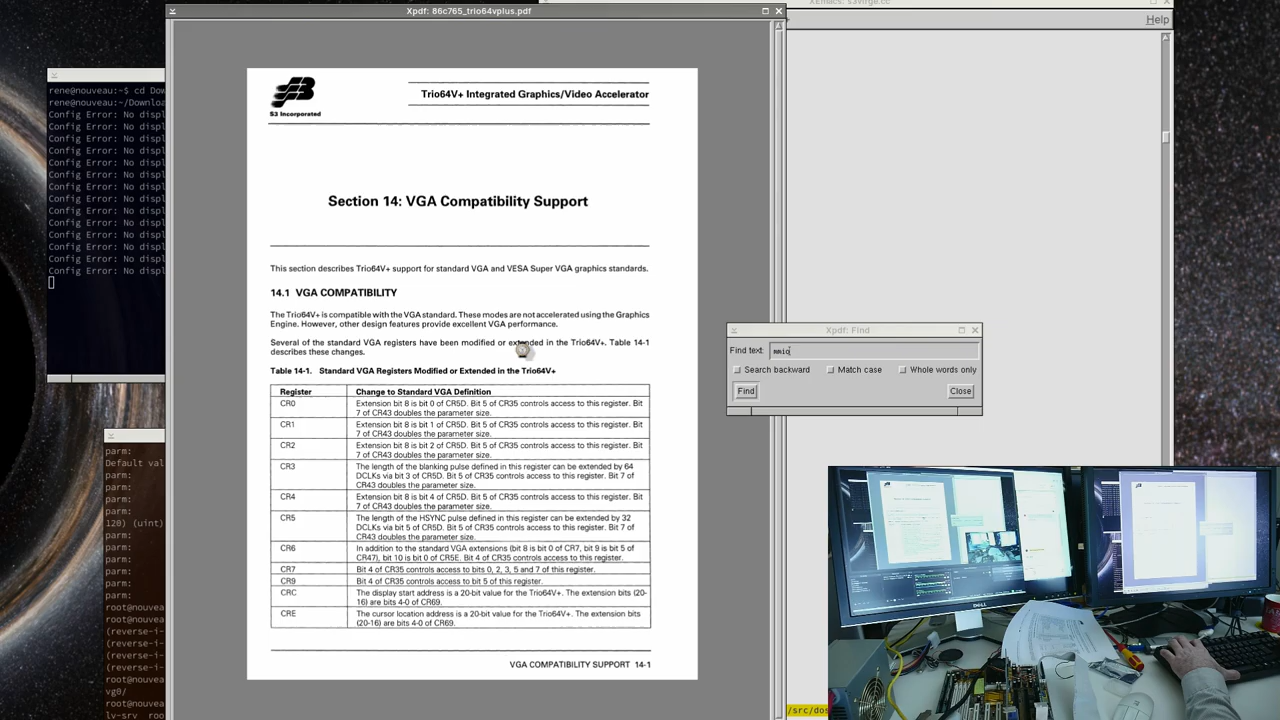 Xpdf: 86c765_trio64vplus.pdf
XEmacs: s3virge.cc
Help
rene@nouveau:~$ cd Dow
rene@nouveau:~/Downloa
Config Error: No displ
Config Error: No displ
Config Error: No displ
Config Error: No displ
Config Error: No displ
Config Error: No displ
Config Error: No displ
Config Error: No displ
Config Error: No displ
Config Error: No displ
Config Error: No displ
Config Error: No displ
Config Error: No displ
Config Error: No displ
S3 Incorporated
Trio64V+ Integrated Graphics/Video Accelerator
Section 14: VGA Compatibility Support
This section describes Trio64V+ support for standard VGA and VESA Super VGA graphics standards.
14.1 VGA COMPATIBILITY
The Trio64V+ is compatible with the VGA standard. These modes are not accelerated using the Graphics
Engine. However, other design features provide excellent VGA performance.
Several of the standard VGA registers have been modified or extended in the Trio64V+. Table 14-1
describes these changes.
Table 14-1. Standard VGA Registers Modified or Extended in the Trio64V+
Register Change to Standard VGA Definition
CR0 Extension bit 8 is bit 0 of CR5D. Bit 5 of CR35 controls access to this register. Bit
7 of CR43 doubles the parameter size.
CR1 Extension bit 8 is bit 1 of CR5D. Bit 5 of CR35 controls access to this register. Bit
7 of CR43 doubles the parameter size.
CR2 Extension bit 8 is bit 2 of CR5D. Bit 5 of CR35 controls access to this register. Bit
7 of CR43 doubles the parameter size.
CR3 The length of the blanking pulse defined in this register can be extended by 64
DCLKs via bit 3 of CR5D. Bit 5 of CR35 controls access to this register. Bit 7 of
CR43 doubles the parameter size.
CR4 Extension bit 8 is bit 4 of CR5D. Bit 5 of CR35 controls access to this register. Bit
7 of CR43 doubles the parameter size.
CR5 The length of the HSYNC pulse defined in this register can be extended by 32
DCLKs via bit 5 of CR5D. Bit 5 of CR35 controls access to this register. Bit 7 of
CR43 doubles the parameter size.
CR6 In addition to the standard VGA extensions (bit 8 is bit 0 of CR7, bit 9 is bit 5 of
CR47), bit 10 is bit 0 of CR5E. Bit 4 of CR35 controls access to this register.
CR7 Bit 4 of CR35 controls access to bits 0, 2, 3, 5 and 7 of this register.
CR9 Bit 4 of CR35 controls access to bit 5 of this register.
CRC The display start address is a 20-bit value for the Trio64V+. The extension bits (20-
16) are bits 4-0 of CR69.
CRE The cursor location address is a 20-bit value for the Trio64V+. The extension bits
(20-16) are bits 4-0 of CR69.
VGA COMPATIBILITY SUPPORT 14-1
Xpdf: Find
Find text: mmio
Search backward Match case Whole words only
Find Close
parm:
Default val
parm:
parm:
parm:
parm:
120) (uint)
parm:
parm:
parm:
parm:
parm:
parm:
root@nouvea
root@nouvea
(reverse-i-
(reverse-i-
(reverse-i-
(reverse-i-
root@nouvea
vg0/
root@nouvea
lv-srv roo
root@nouvea
/src/dos
DELL